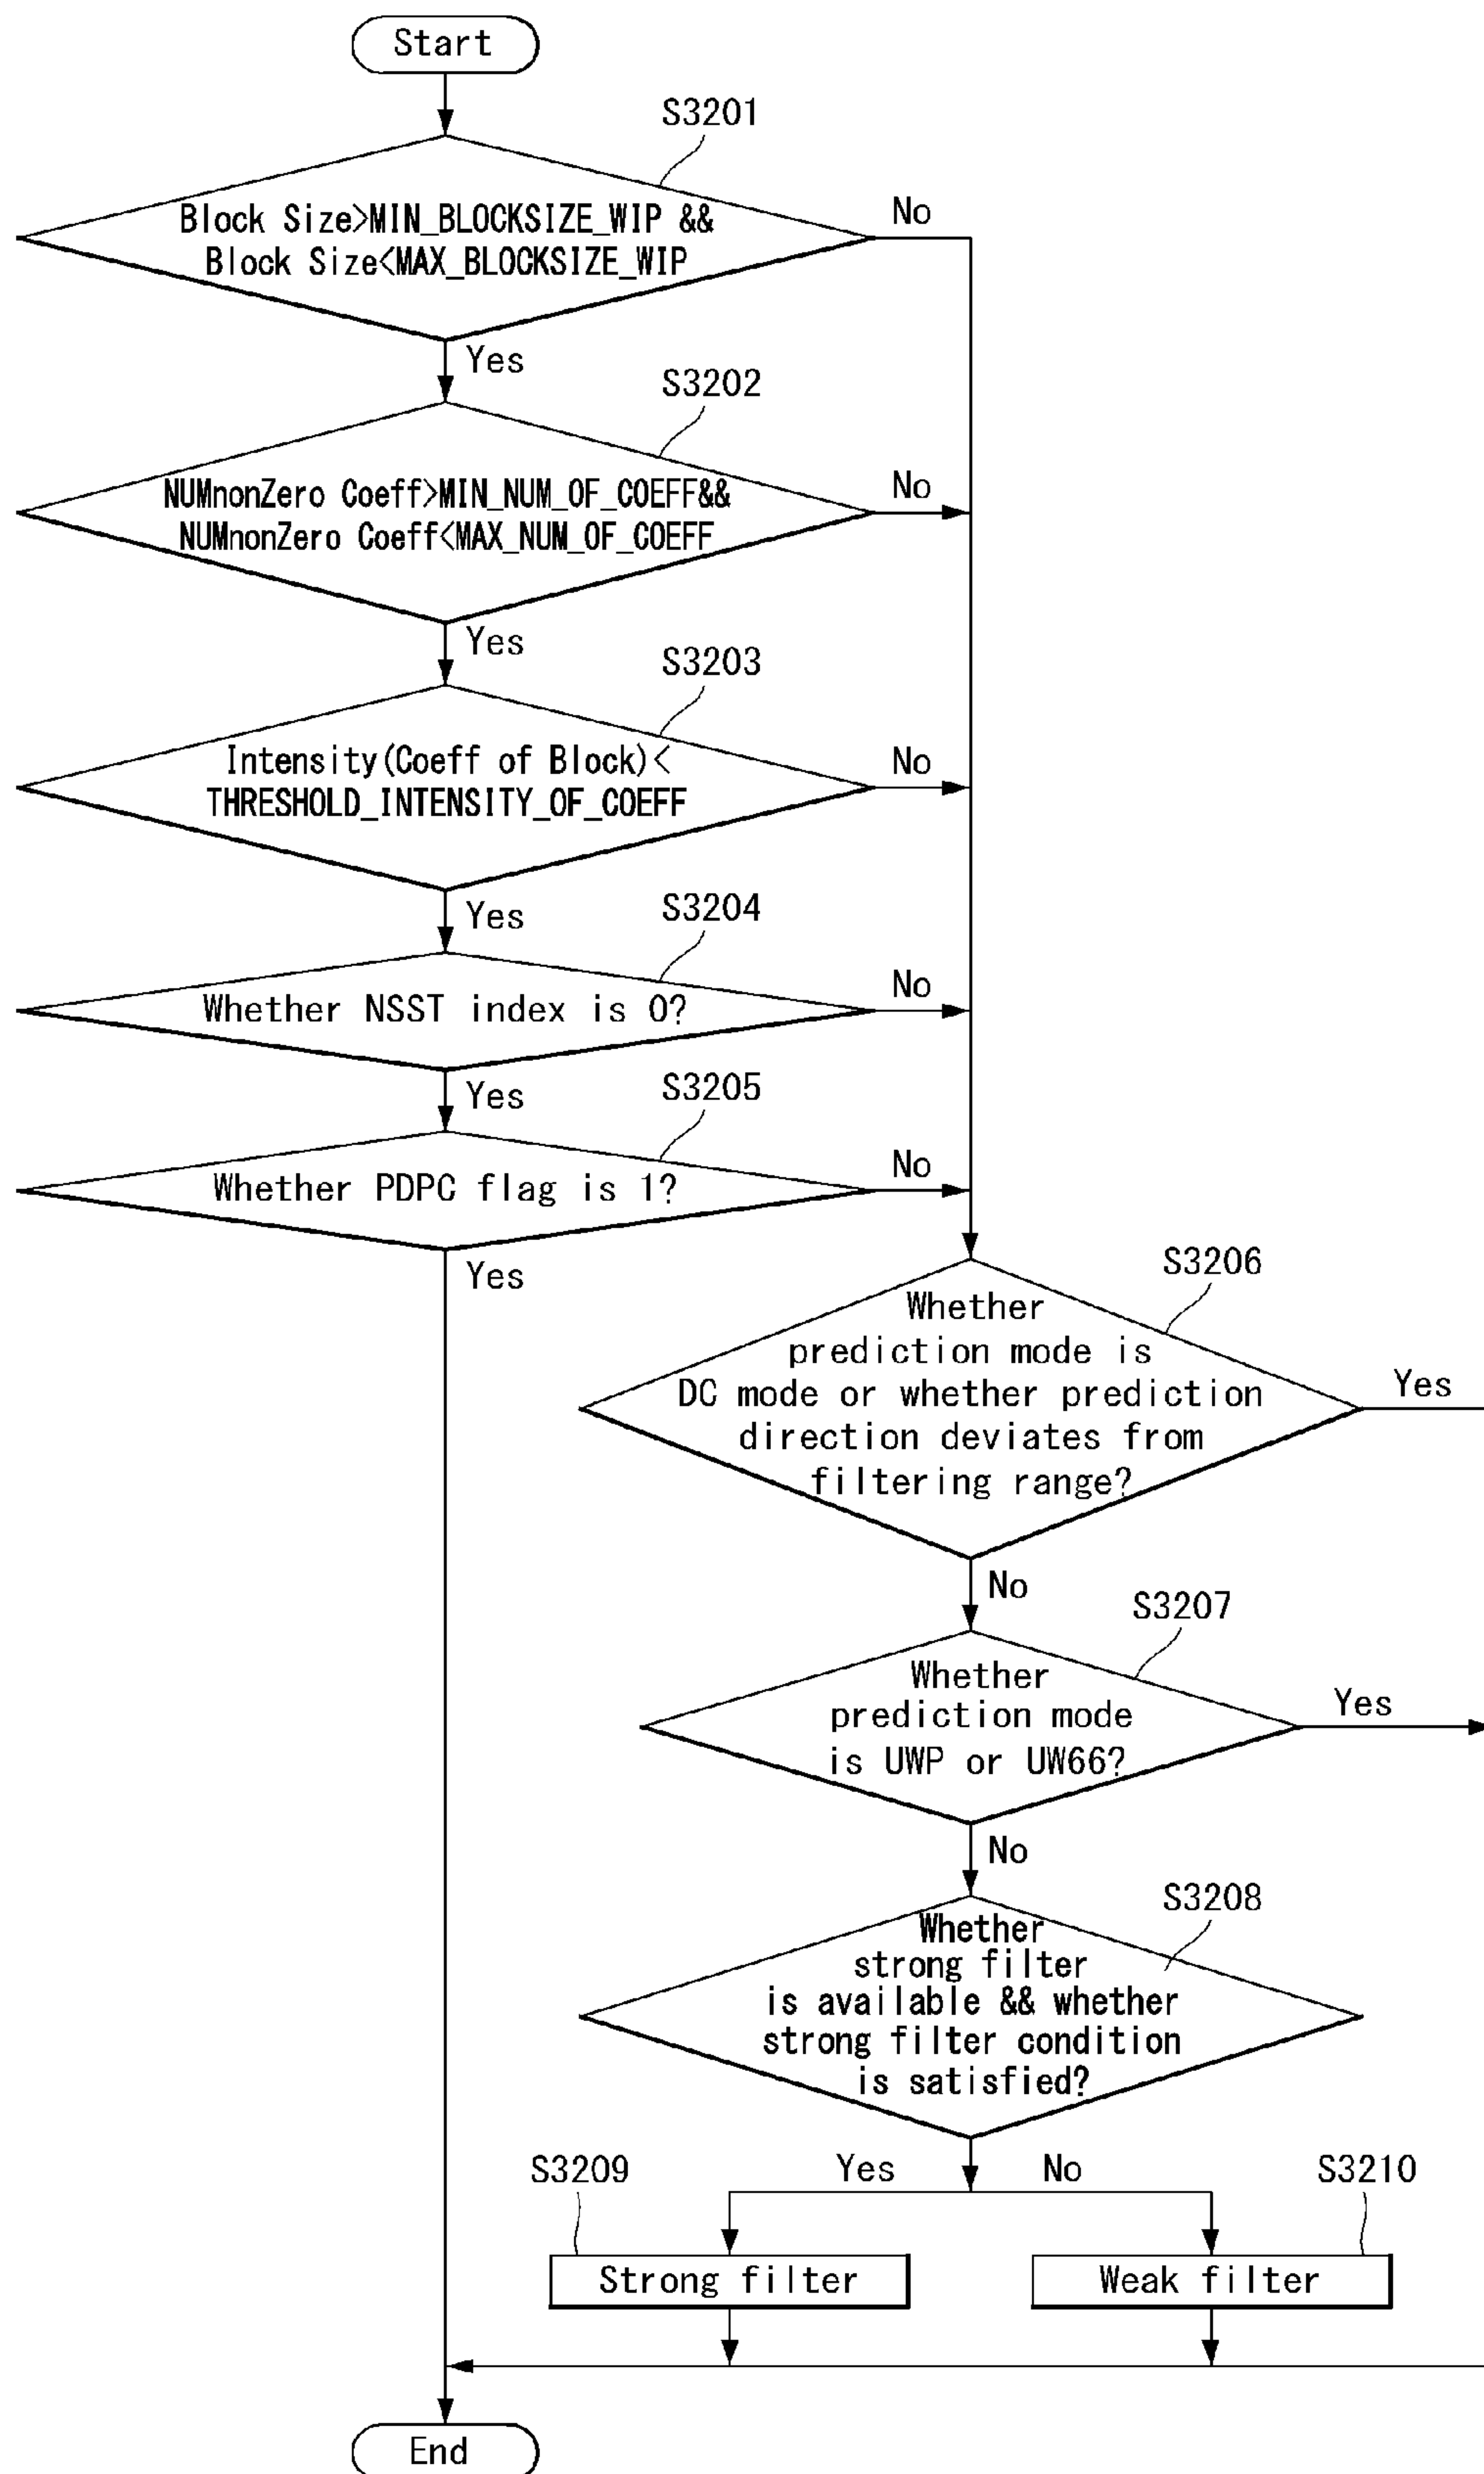 Start
S3201
Block Size>MIN_BLOCKSIZE_WIP &&
Block Size<MAX_BLOCKSIZE_WIP
No
Yes
S3202
NUMnonZero Coeff>MIN_NUM_OF_COEFF&&
NUMnonZero Coeff<MAX_NUM_OF_COEFF
No
Yes
S3203
Intensity(Coeff of Block)<
THRESHOLD_INTENSITY_OF_COEFF
No
Yes
S3204
Whether NSST index is 0?
No
Yes
S3205
Whether PDPC flag is 1?
No
Yes
S3206
Whether
prediction mode is
DC mode or whether prediction
direction deviates from
filtering range?
Yes
No
S3207
Whether
prediction mode
is UWP or UW66?
Yes
No
S3208
Whether
strong filter
is available && whether
strong filter condition
is satisfied?
Yes
No
S3209
Strong filter
S3210
Weak filter
End